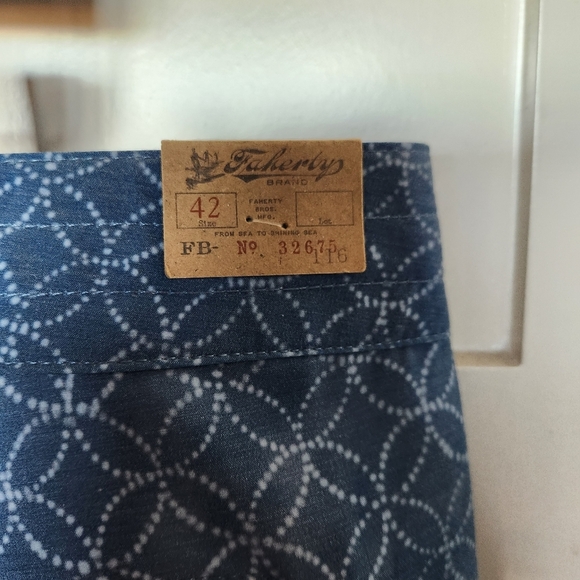 Faherty
BRAND
42
Size
FAHERTY
BROS.
MFG.
Lot
FROM SEA TO SHINING SEA
FB- No. 32675
116